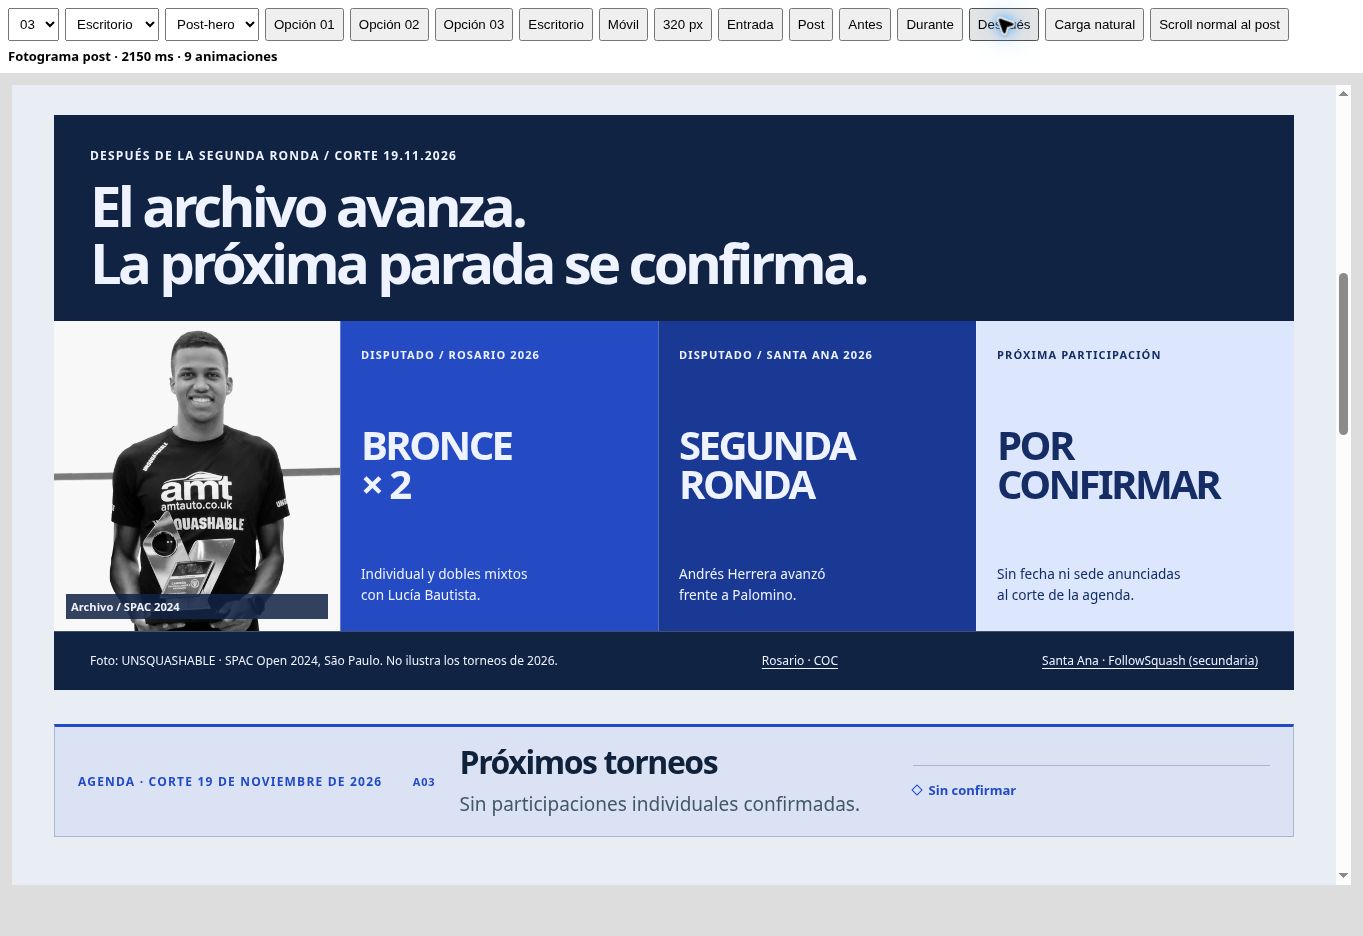 03 Escritorio Post-hero Opción 01 Opción 02 Opción 03 Escritorio Móvil 320 px Entrada Post Antes Durante Después Carga natural Scroll normal al post
Fotograma post · 2150 ms · 9 animaciones
DESPUÉS DE LA SEGUNDA RONDA / CORTE 19.11.2026
El archivo avanza.
La próxima parada se confirma.
UNSQUASHABLE
amt
amtauto.co.uk
SQUASHABLE
Archivo / SPAC 2024
DISPUTADO / ROSARIO 2026
BRONCE
× 2
Individual y dobles mixtos
con Lucía Bautista.
DISPUTADO / SANTA ANA 2026
SEGUNDA
RONDA
Andrés Herrera avanzó
frente a Palomino.
PRÓXIMA PARTICIPACIÓN
POR
CONFIRMAR
Sin fecha ni sede anunciadas
al corte de la agenda.
Foto: UNSQUASHABLE · SPAC Open 2024, São Paulo. No ilustra los torneos de 2026.
Rosario · COC
Santa Ana · FollowSquash (secundaria)
AGENDA · CORTE 19 DE NOVIEMBRE DE 2026
A03
Próximos torneos
Sin participaciones individuales confirmadas.
Sin confirmar